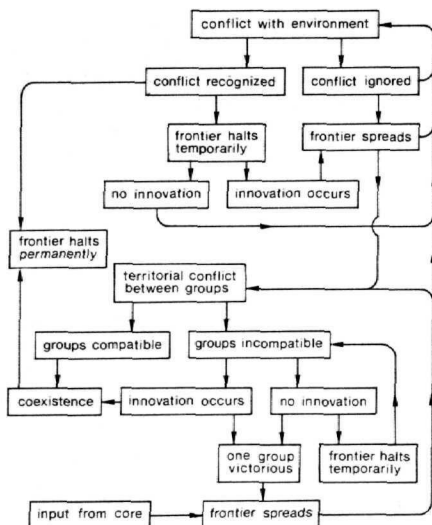 conflict with environment
conflict recognized
conflict ignored
frontier halts
temporarily
frontier spreads
no innovation
innovation occurs
frontier halts
permanently
territorial conflict
between groups
groups compatible
groups incompatible
coexistence
innovation occurs
no innovation
one group
victorious
frontier halts
temporarily
input from core
frontier spreads